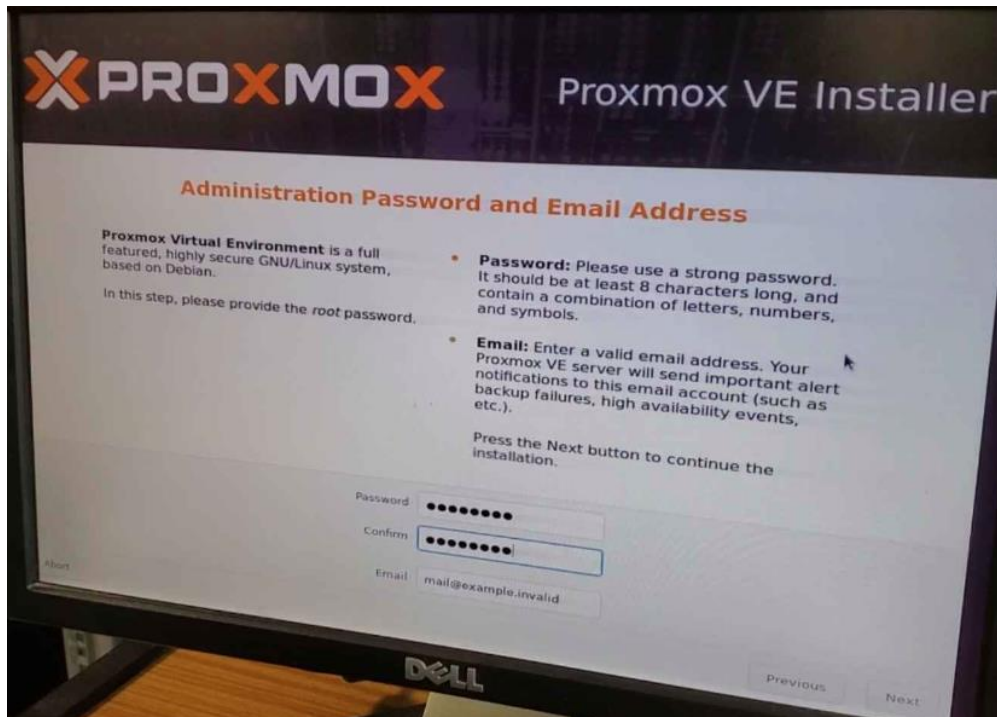 PROXMOX
Proxmox VE Installer
Administration Password and Email Address
Proxmox Virtual Environment is a full
featured, highly secure GNU/Linux system,
based on Debian.
In this step, please provide the root password.
• Password: Please use a strong password.
It should be at least 8 characters long, and
contain a combination of letters, numbers,
and symbols.
• Email: Enter a valid email address. Your
Proxmox VE server will send important alert
notifications to this email account (such as
backup failures, high availability events,
etc.).
Press the Next button to continue the
installation.
Password ●●●●●●●●
Confirm ●●●●●●●●
Email mail@example.invalid
Abort
Previous
Next
DELL